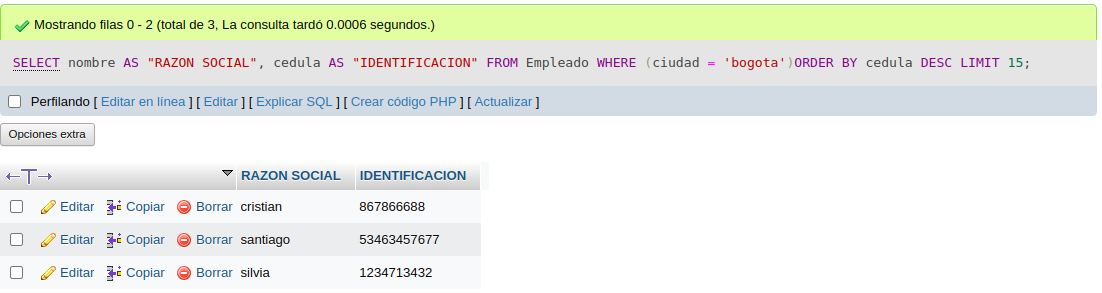 Mostrando filas 0 - 2 (total de 3, La consulta tardó 0.0006 segundos.)
SELECT nombre AS "RAZON SOCIAL", cedula AS "IDENTIFICACION" FROM Empleado WHERE (ciudad = 'bogota')ORDER BY cedula DESC LIMIT 15;
Perfilando [ Editar en línea ] [ Editar ] [ Explicar SQL ] [ Crear código PHP ] [ Actualizar ]
Opciones extra
←T→ RAZON SOCIAL IDENTIFICACION
Editar Copiar Borrar cristian 867866688
Editar Copiar Borrar santiago 53463457677
Editar Copiar Borrar silvia 1234713432